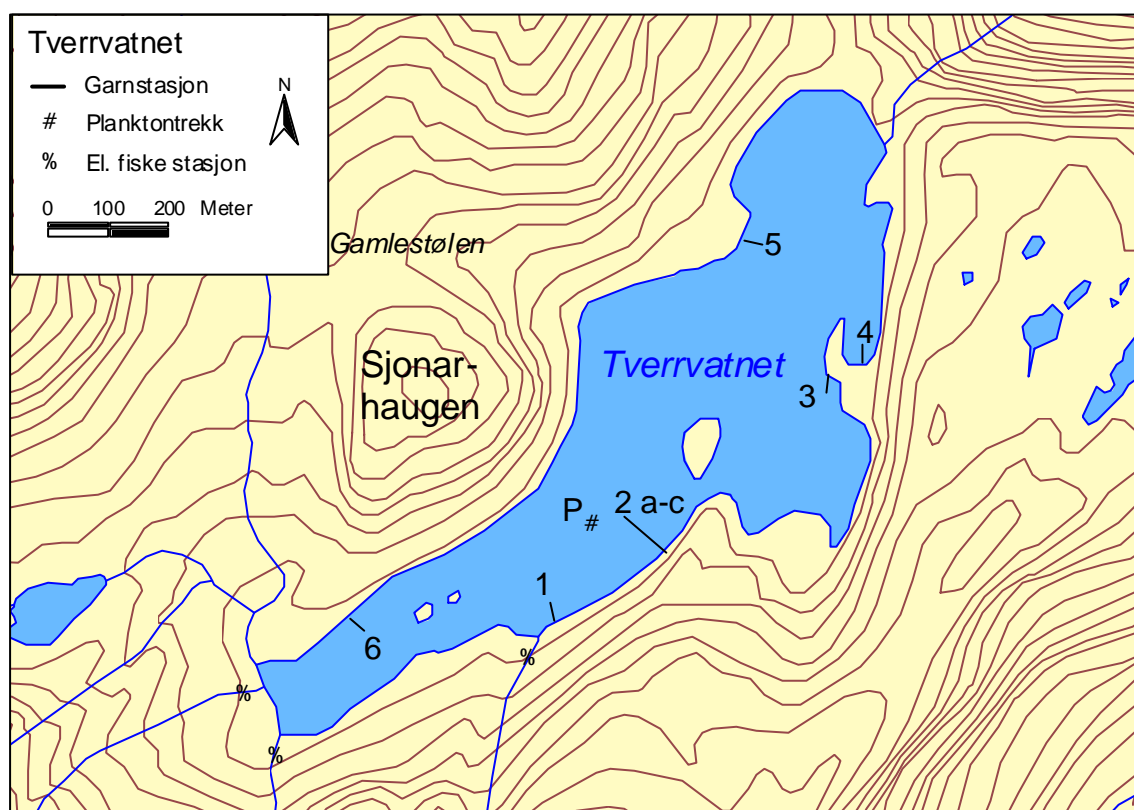 Tverrvatnet
Garnstasjon
N
# Planktontrekk
% El. fiske stasjon
0 100 200 Meter
Gamlestølen
5
Sjonar-
haugen
Tverrvatnet
4
3
2 a-c
P#
1
6
%
%
%